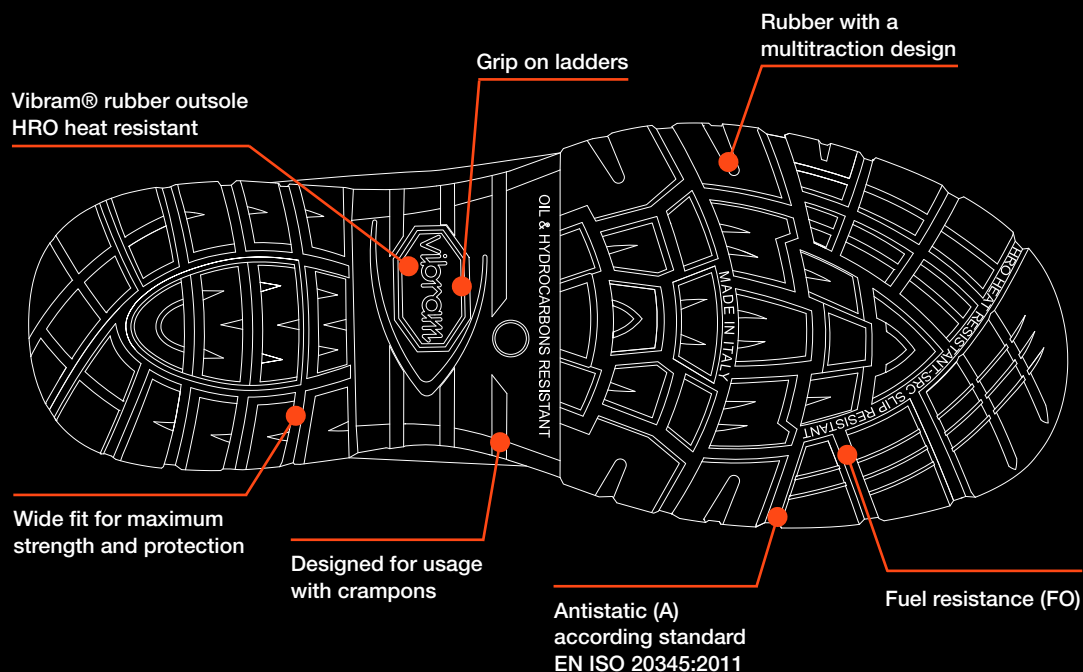 Rubber with a
multitraction design
Grip on ladders
Vibram® rubber outsole
HRO heat resistant
vibram
OIL & HYDROCARBONS RESISTANT
MADE IN ITALY
HRO HEAT RESISTANT-SRC SLIP RESISTANT
Wide fit for maximum
strength and protection
Designed for usage
with crampons
Antistatic (A)
according standard
EN ISO 20345:2011
Fuel resistance (FO)